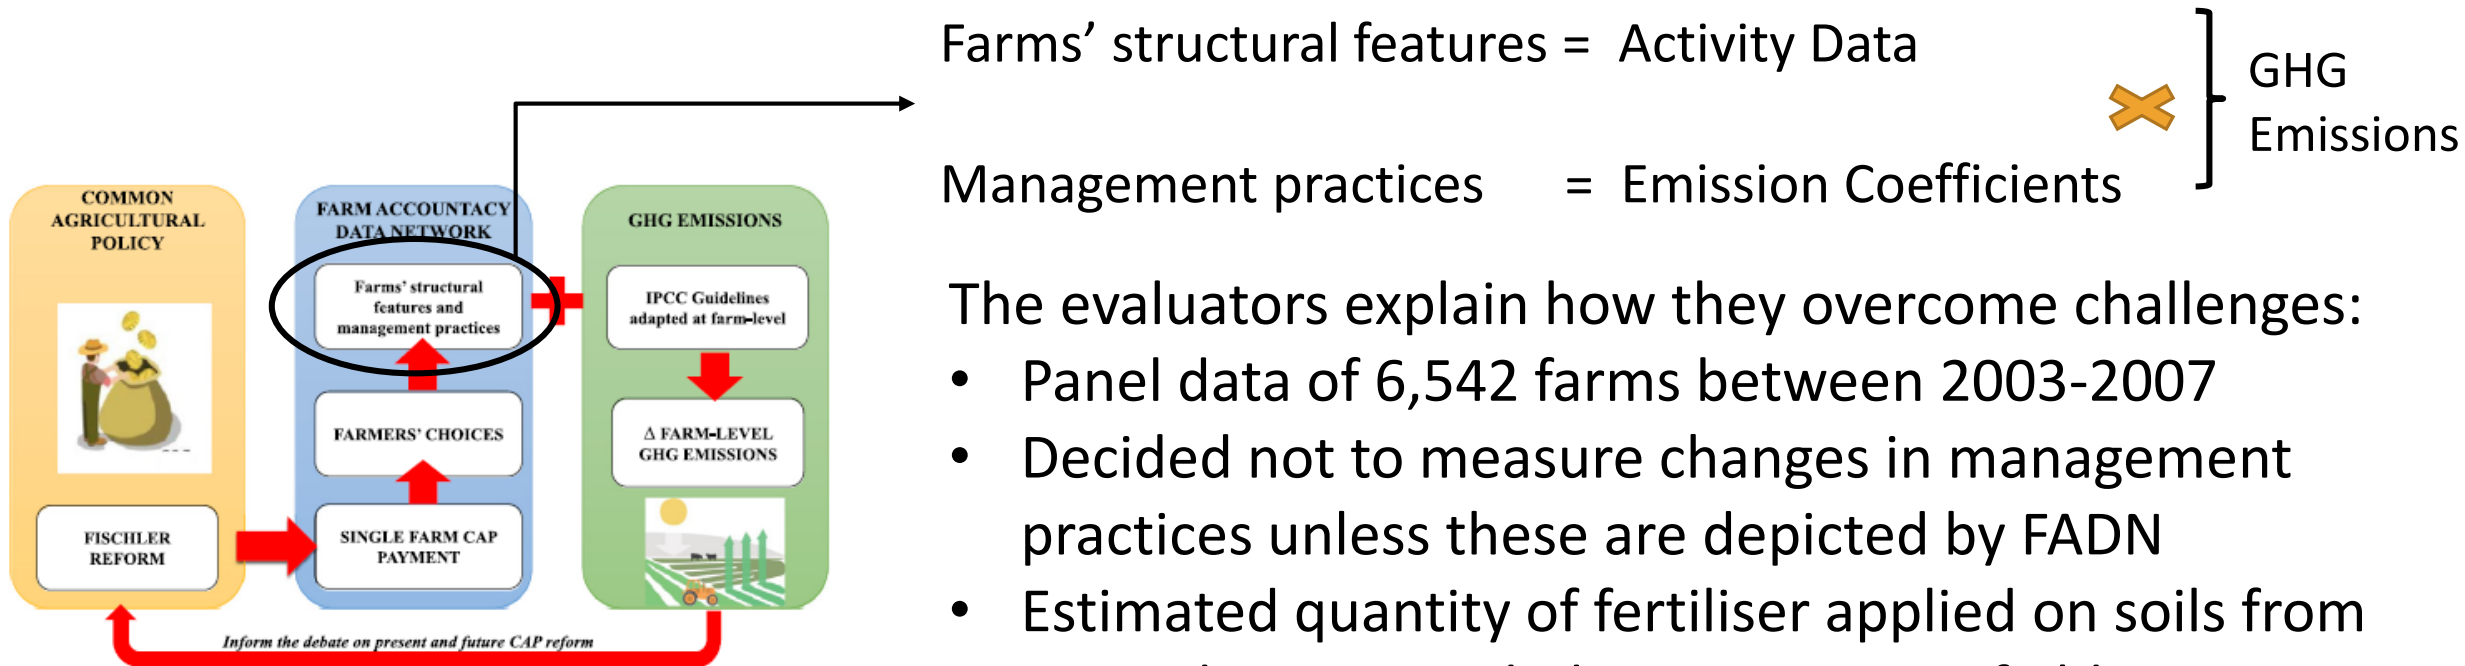 Farms’ structural features = Activity Data
Management practices = Emission Coefficients
GHG
Emissions
COMMON
AGRICULTURAL
POLICY
FISCHLER
REFORM
FARM ACCOUNTACY
DATA NETWORK
Farms’ structural
features and
management practices
FARMERS’ CHOICES
SINGLE FARM CAP
PAYMENT
GHG EMISSIONS
IPCC Guidelines
adapted at farm-level
Δ FARM-LEVEL
GHG EMISSIONS
Inform the debate on present and future CAP reform
The evaluators explain how they overcome challenges:
• Panel data of 6,542 farms between 2003-2007
• Decided not to measure changes in management
practices unless these are depicted by FADN
• Estimated quantity of fertiliser applied on soils from